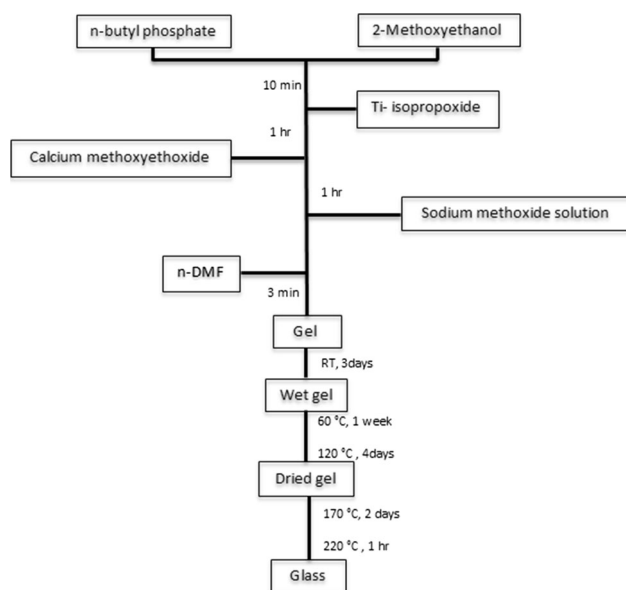 n-butyl phosphate
2-Methoxyethanol
10 min
Ti- isopropoxide
1 hr
Calcium methoxyethoxide
1 hr
Sodium methoxide solution
n-DMF
3 min
Gel
RT, 3days
Wet gel
60 °C, 1 week
120 °C , 4days
Dried gel
170 °C, 2 days
220 °C , 1 hr
Glass